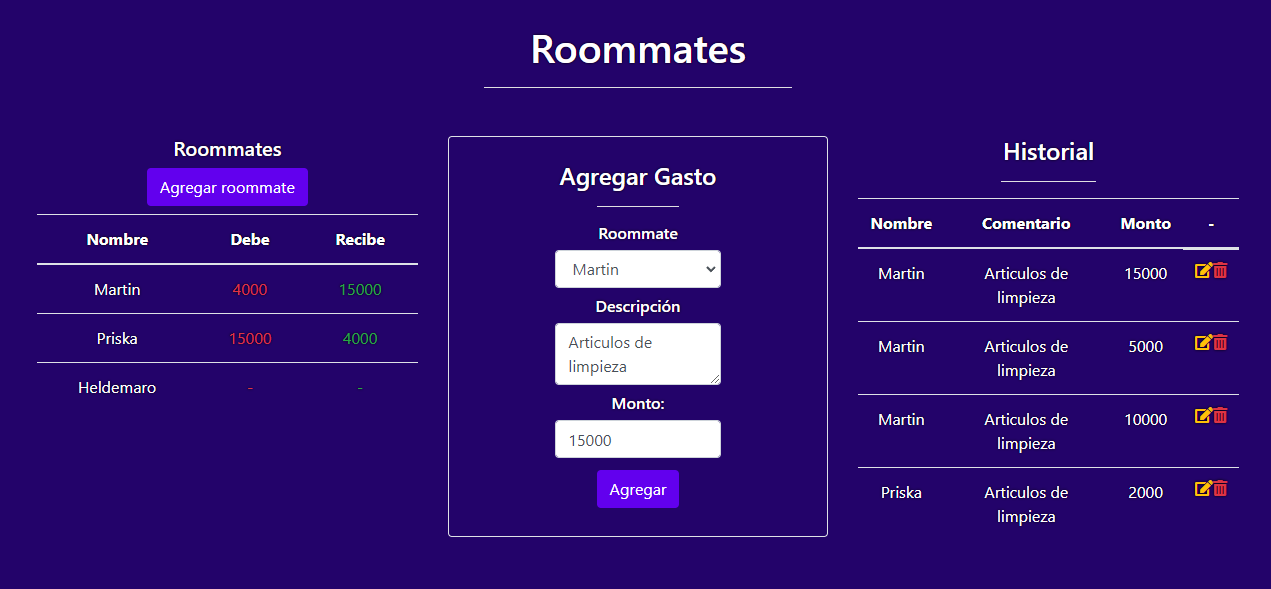 Roommates
Roommates
Agregar roommate
Nombre Debe Recibe
Martin 4000 15000
Priska 15000 4000
Heldemaro - -
Agregar Gasto
Roommate
Martin
Descripción
Articulos de
limpieza
Monto:
15000
Agregar
Historial
Nombre Comentario Monto -
Martin Articulos de 15000
limpieza
Martin Articulos de 5000
limpieza
Martin Articulos de 10000
limpieza
Priska Articulos de 2000
limpieza